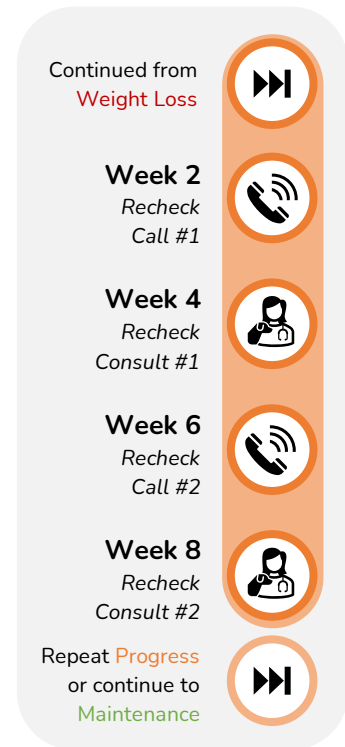 Continued from
Weight Loss
Week 2
Recheck
Call #1
Week 4
Recheck
Consult #1
Week 6
Recheck
Call #2
Week 8
Recheck
Consult #2
Repeat Progress
or continue to
Maintenance